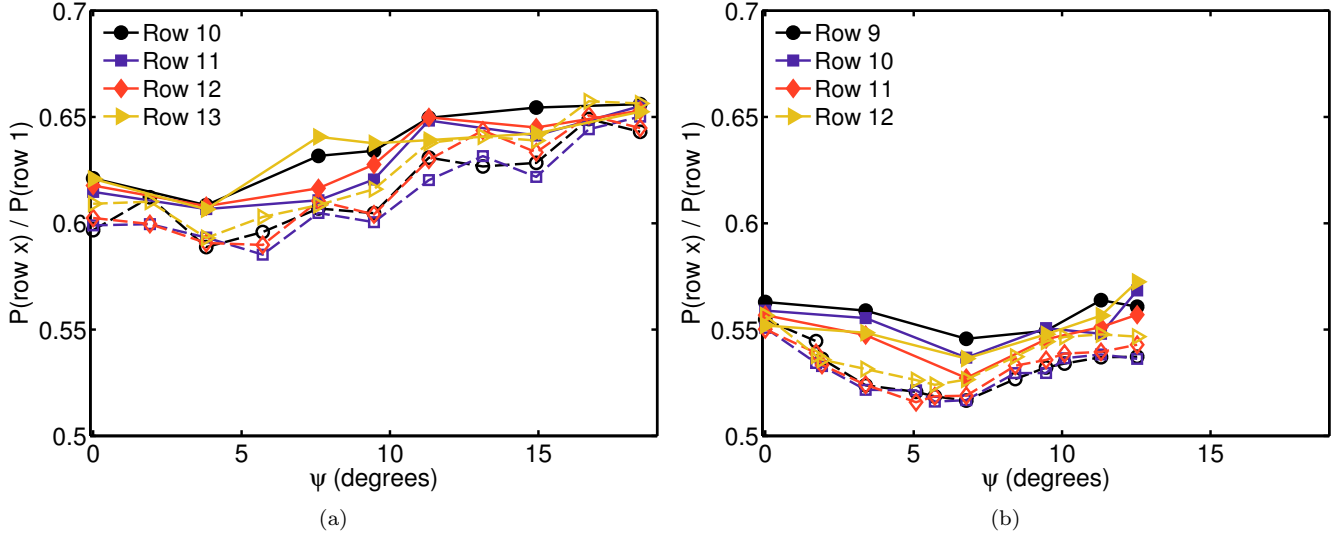 0.7
0.65
0.6
0.55
0.5
P(row x) / P(row 1)
Row 10
Row 11
Row 12
Row 13
0 5 10 15
ψ (degrees)
(a)
0.7
0.65
0.6
0.55
0.5
P(row x) / P(row 1)
Row 9
Row 10
Row 11
Row 12
0 5 10 15
ψ (degrees)
(b)